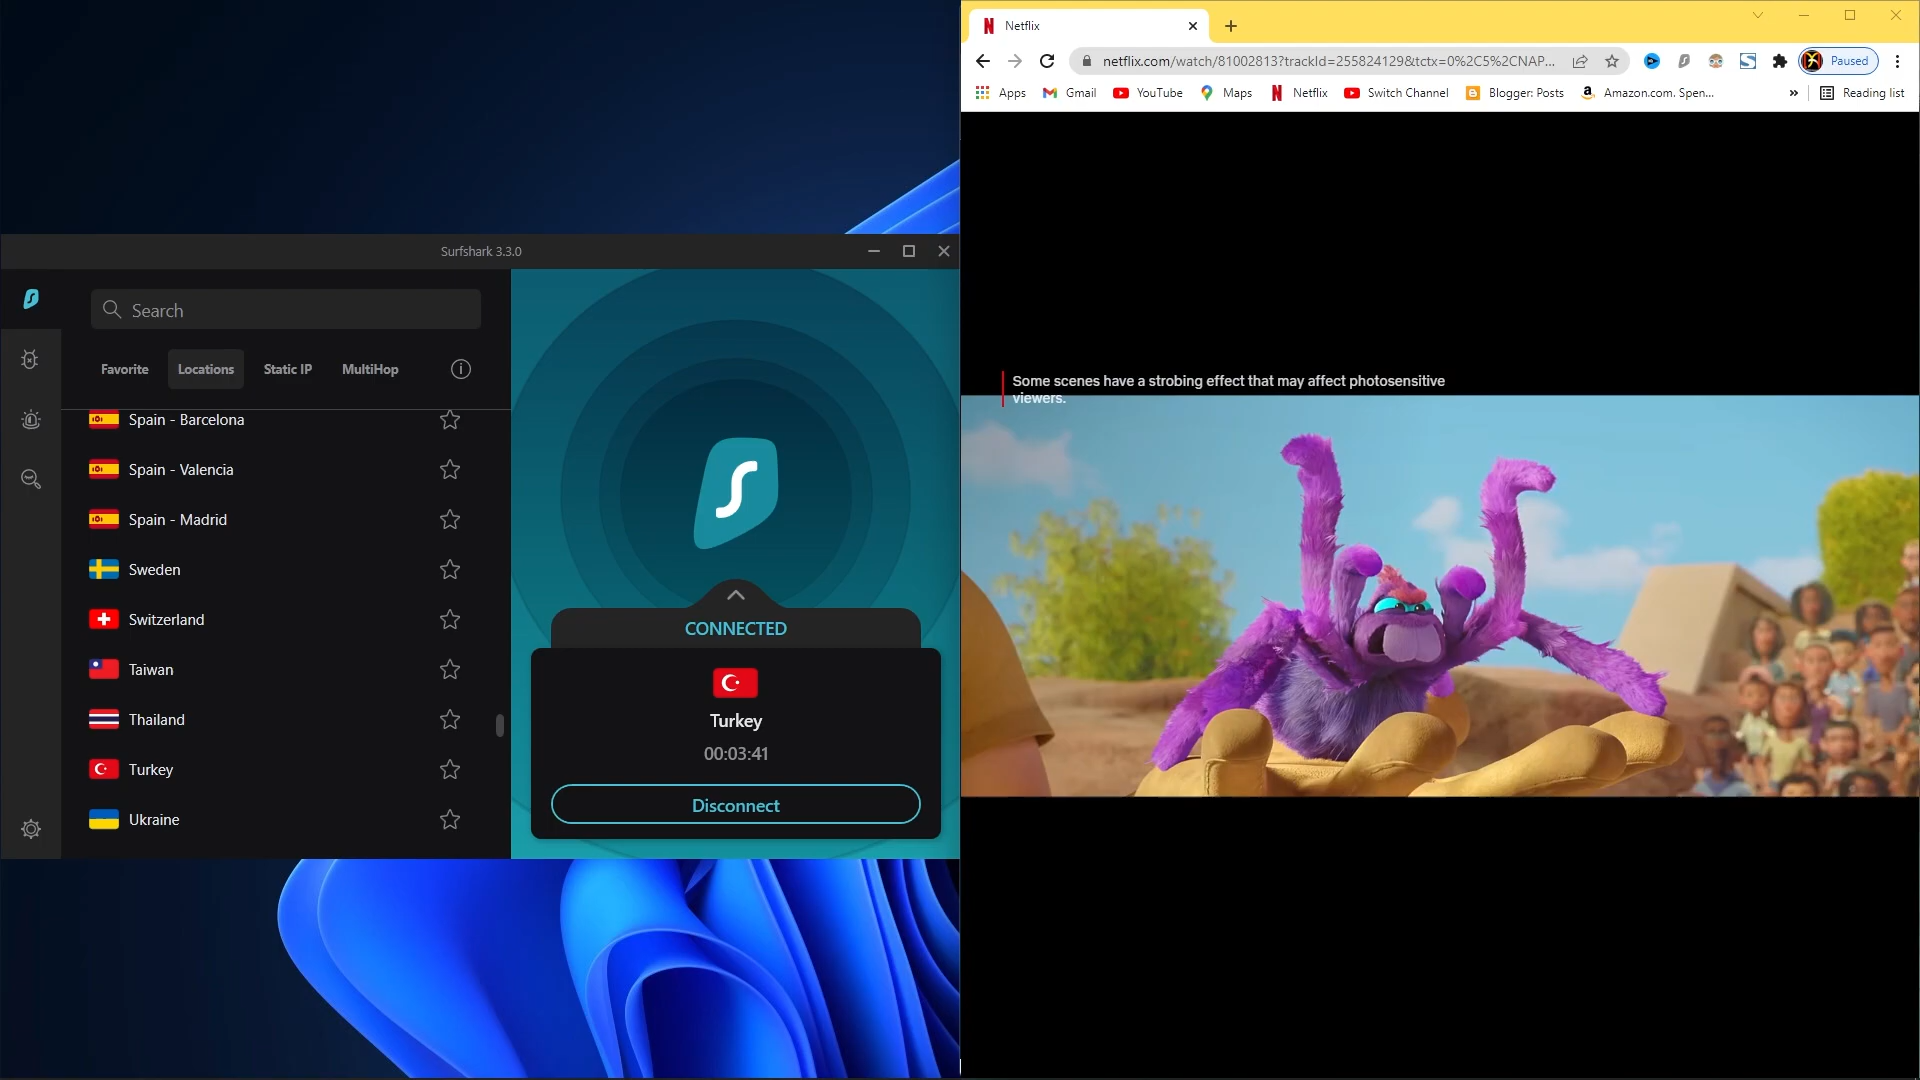 Surfshark 3.3.0
Search
Favorite Locations Static IP MultiHop
Spain - Barcelona
Spain - Valencia
Spain - Madrid
Sweden
Switzerland
Taiwan
Thailand
Turkey
Ukraine
CONNECTED
Turkey
00:03:41
Disconnect
Netflix
netflix.com/watch/81002813?trackId=255824129&tctx=0%2C5%2CNAP...
Paused
Apps Gmail YouTube Maps Netflix Switch Channel Blogger: Posts Amazon.com. Spen... » Reading list
Some scenes have a strobing effect that may affect photosensitive
viewers.